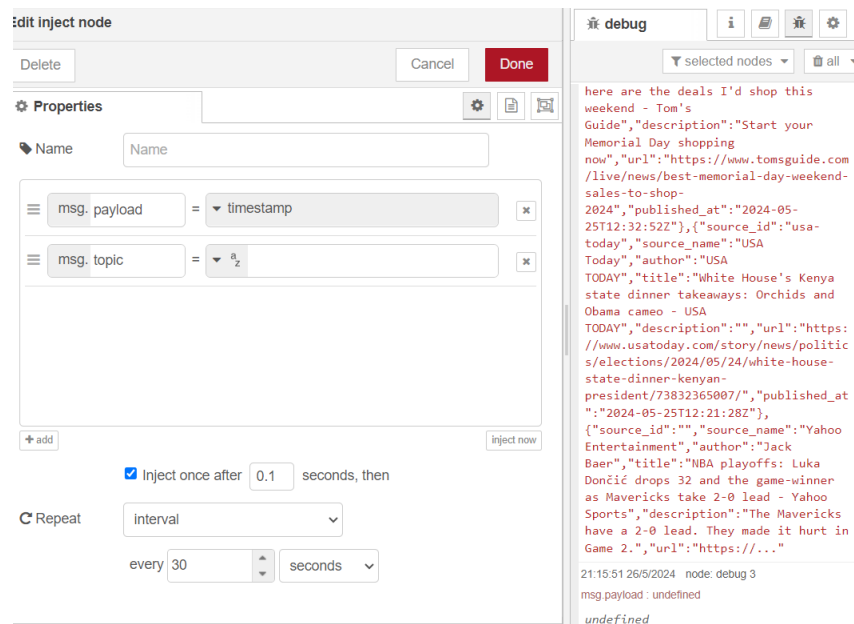 Edit inject node
Delete
Cancel
Done
Properties
Name
Name
msg. payload = timestamp
msg. topic = a z
add
inject now
Inject once after 0.1 seconds, then
Repeat
interval
every 30 seconds
debug
i
selected nodes
all
here are the deals I'd shop this
weekend - Tom's
Guide","description":"Start your
Memorial Day shopping
now","url":"https://www.tomsguide.com
/live/news/best-memorial-day-weekend-
sales-to-shop-
2024","published_at":"2024-05-
25T12:32:52Z"},{"source_id":"usa-
today","source_name":"USA
Today","author":"USA
TODAY","title":"White House's Kenya
state dinner takeaways: Orchids and
Obama cameo - USA
TODAY","description":"","url":"https:
//www.usatoday.com/story/news/politic
s/elections/2024/05/24/white-house-
state-dinner-kenyan-
president/73832365007/","published_at
":"2024-05-25T12:21:28Z"},
{"source_id":"","source_name":"Yahoo
Entertainment","author":"Jack
Baer","title":"NBA playoffs: Luka
Dončić drops 32 and the game-winner
as Mavericks take 2-0 lead - Yahoo
Sports","description":"The Mavericks
have a 2-0 lead. They made it hurt in
Game 2.","url":"https://..."
21:15:51 26/5/2024 node: debug 3
msg.payload : undefined
undefined